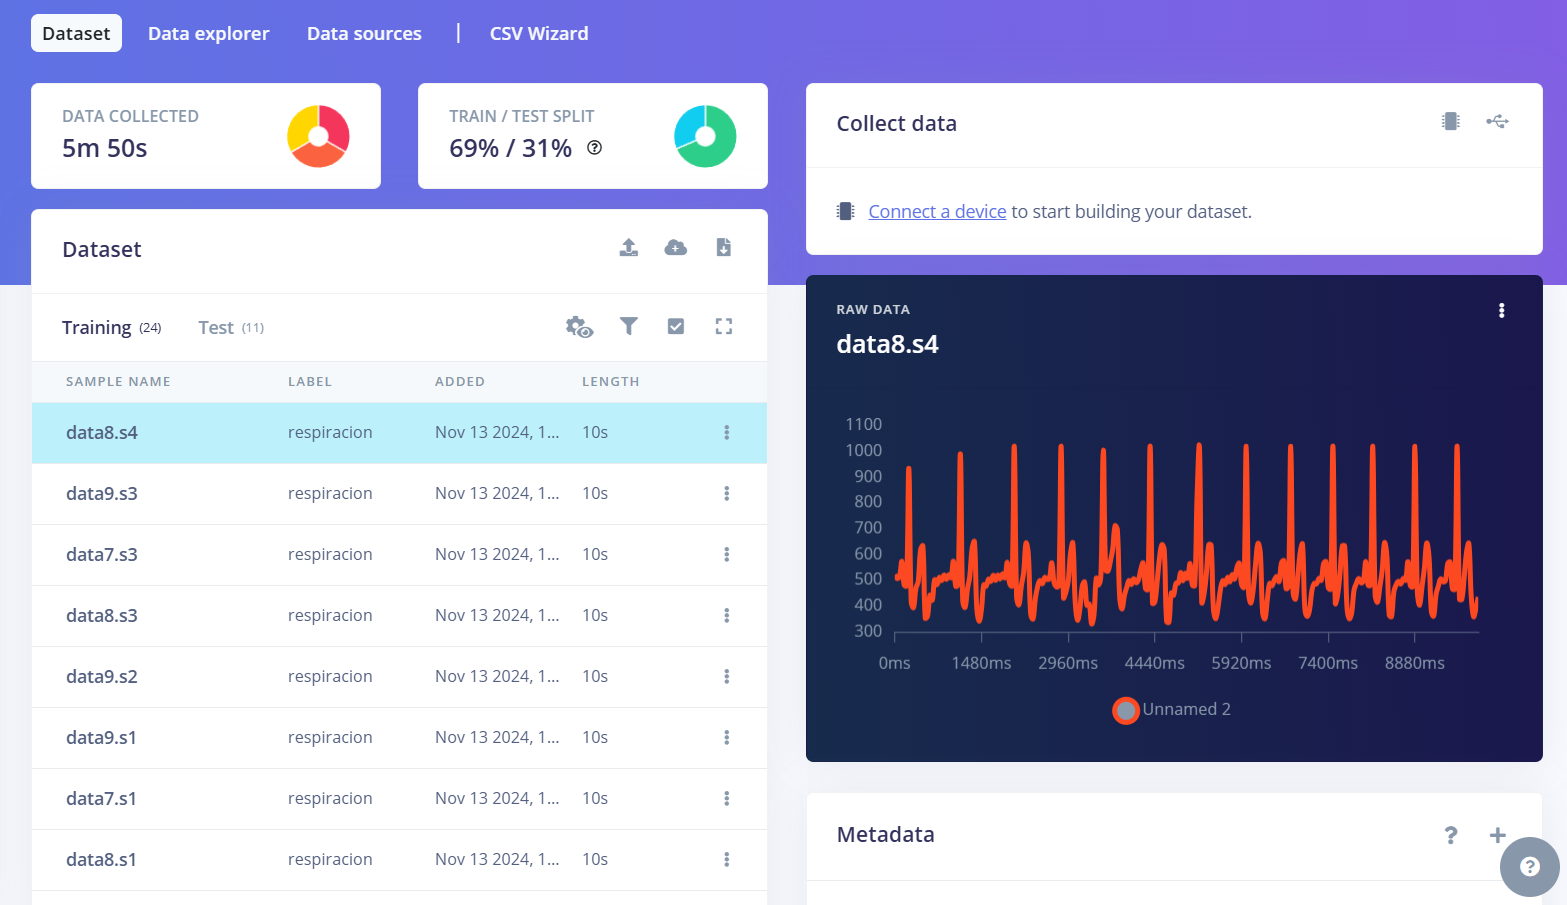 Dataset Data explorer Data sources | CSV Wizard
DATA COLLECTED
5m 50s
TRAIN / TEST SPLIT
69% / 31% ?
Dataset
Training (24) Test (11)
SAMPLE NAME LABEL ADDED LENGTH
data8.s4 respiracion Nov 13 2024, 1... 10s
data9.s3 respiracion Nov 13 2024, 1... 10s
data7.s3 respiracion Nov 13 2024, 1... 10s
data8.s3 respiracion Nov 13 2024, 1... 10s
data9.s2 respiracion Nov 13 2024, 1... 10s
data9.s1 respiracion Nov 13 2024, 1... 10s
data7.s1 respiracion Nov 13 2024, 1... 10s
data8.s1 respiracion Nov 13 2024, 1... 10s
Collect data
Connect a device to start building your dataset.
RAW DATA
data8.s4
1100
1000
900
800
700
600
500
400
300
0ms 1480ms 2960ms 4440ms 5920ms 7400ms 8880ms
Unnamed 2
Metadata ? +
?